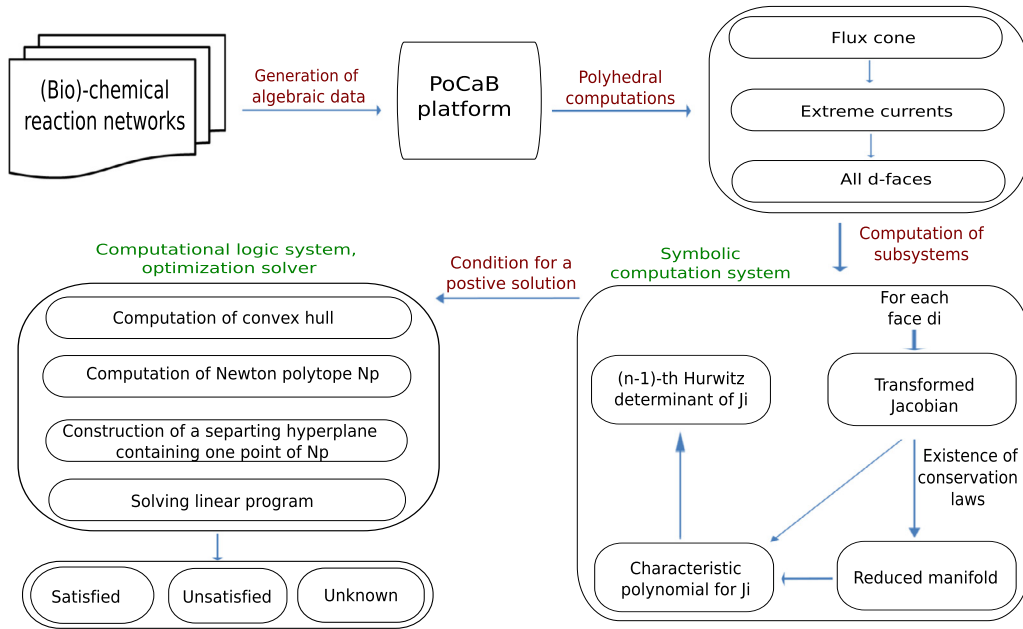 (Bio)-chemical
reaction networks
Generation of
algebraic data
PoCaB
platform
Polyhedral
computations
Flux cone
Extreme currents
All d-faces
Computation of
subsystems
Symbolic
computation system
For each
face di
Transformed
Jacobian
Existence of
conservation
laws
Reduced manifold
Characteristic
polynomial for Ji
(n-1)-th Hurwitz
determinant of Ji
Condition for a
postive solution
Computational logic system,
optimization solver
Computation of convex hull
Computation of Newton polytope Np
Construction of a separting hyperplane
containing one point of Np
Solving linear program
Satisfied
Unsatisfied
Unknown